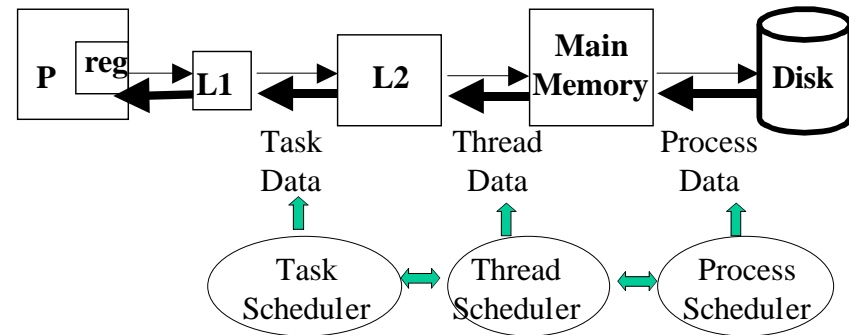 P
reg
L1
L2
Main
Memory
Disk
Task
Data
Thread
Data
Process
Data
Task
Scheduler
Thread
Scheduler
Process
Scheduler